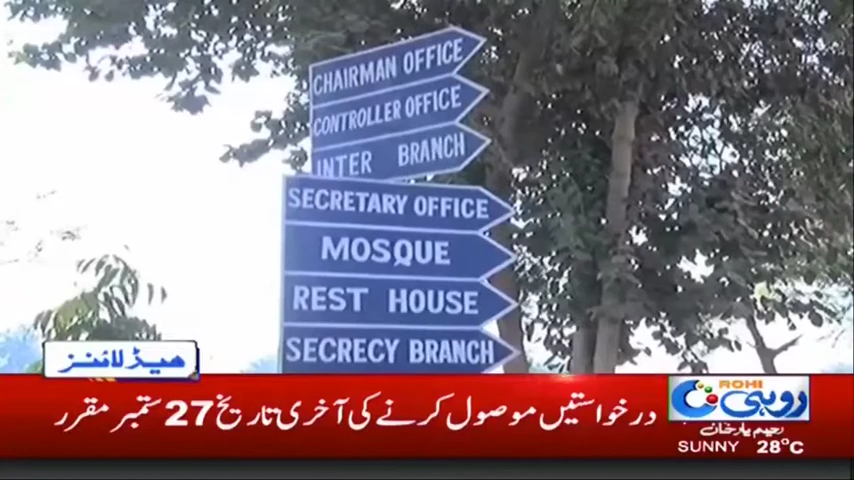 CHAIRMAN OFFICE
CONTROLLER OFFICE
INTER BRANCH
SECRETARY OFFICE
MOSQUE
REST HOUSE
SECRECY BRANCH
ہیڈلائنز
درخواستیں موصول کرنے کی آخری تاریخ 27 ستمبر مقرر
ROHI
روہی
رحیم یار خان
SUNNY 28°C